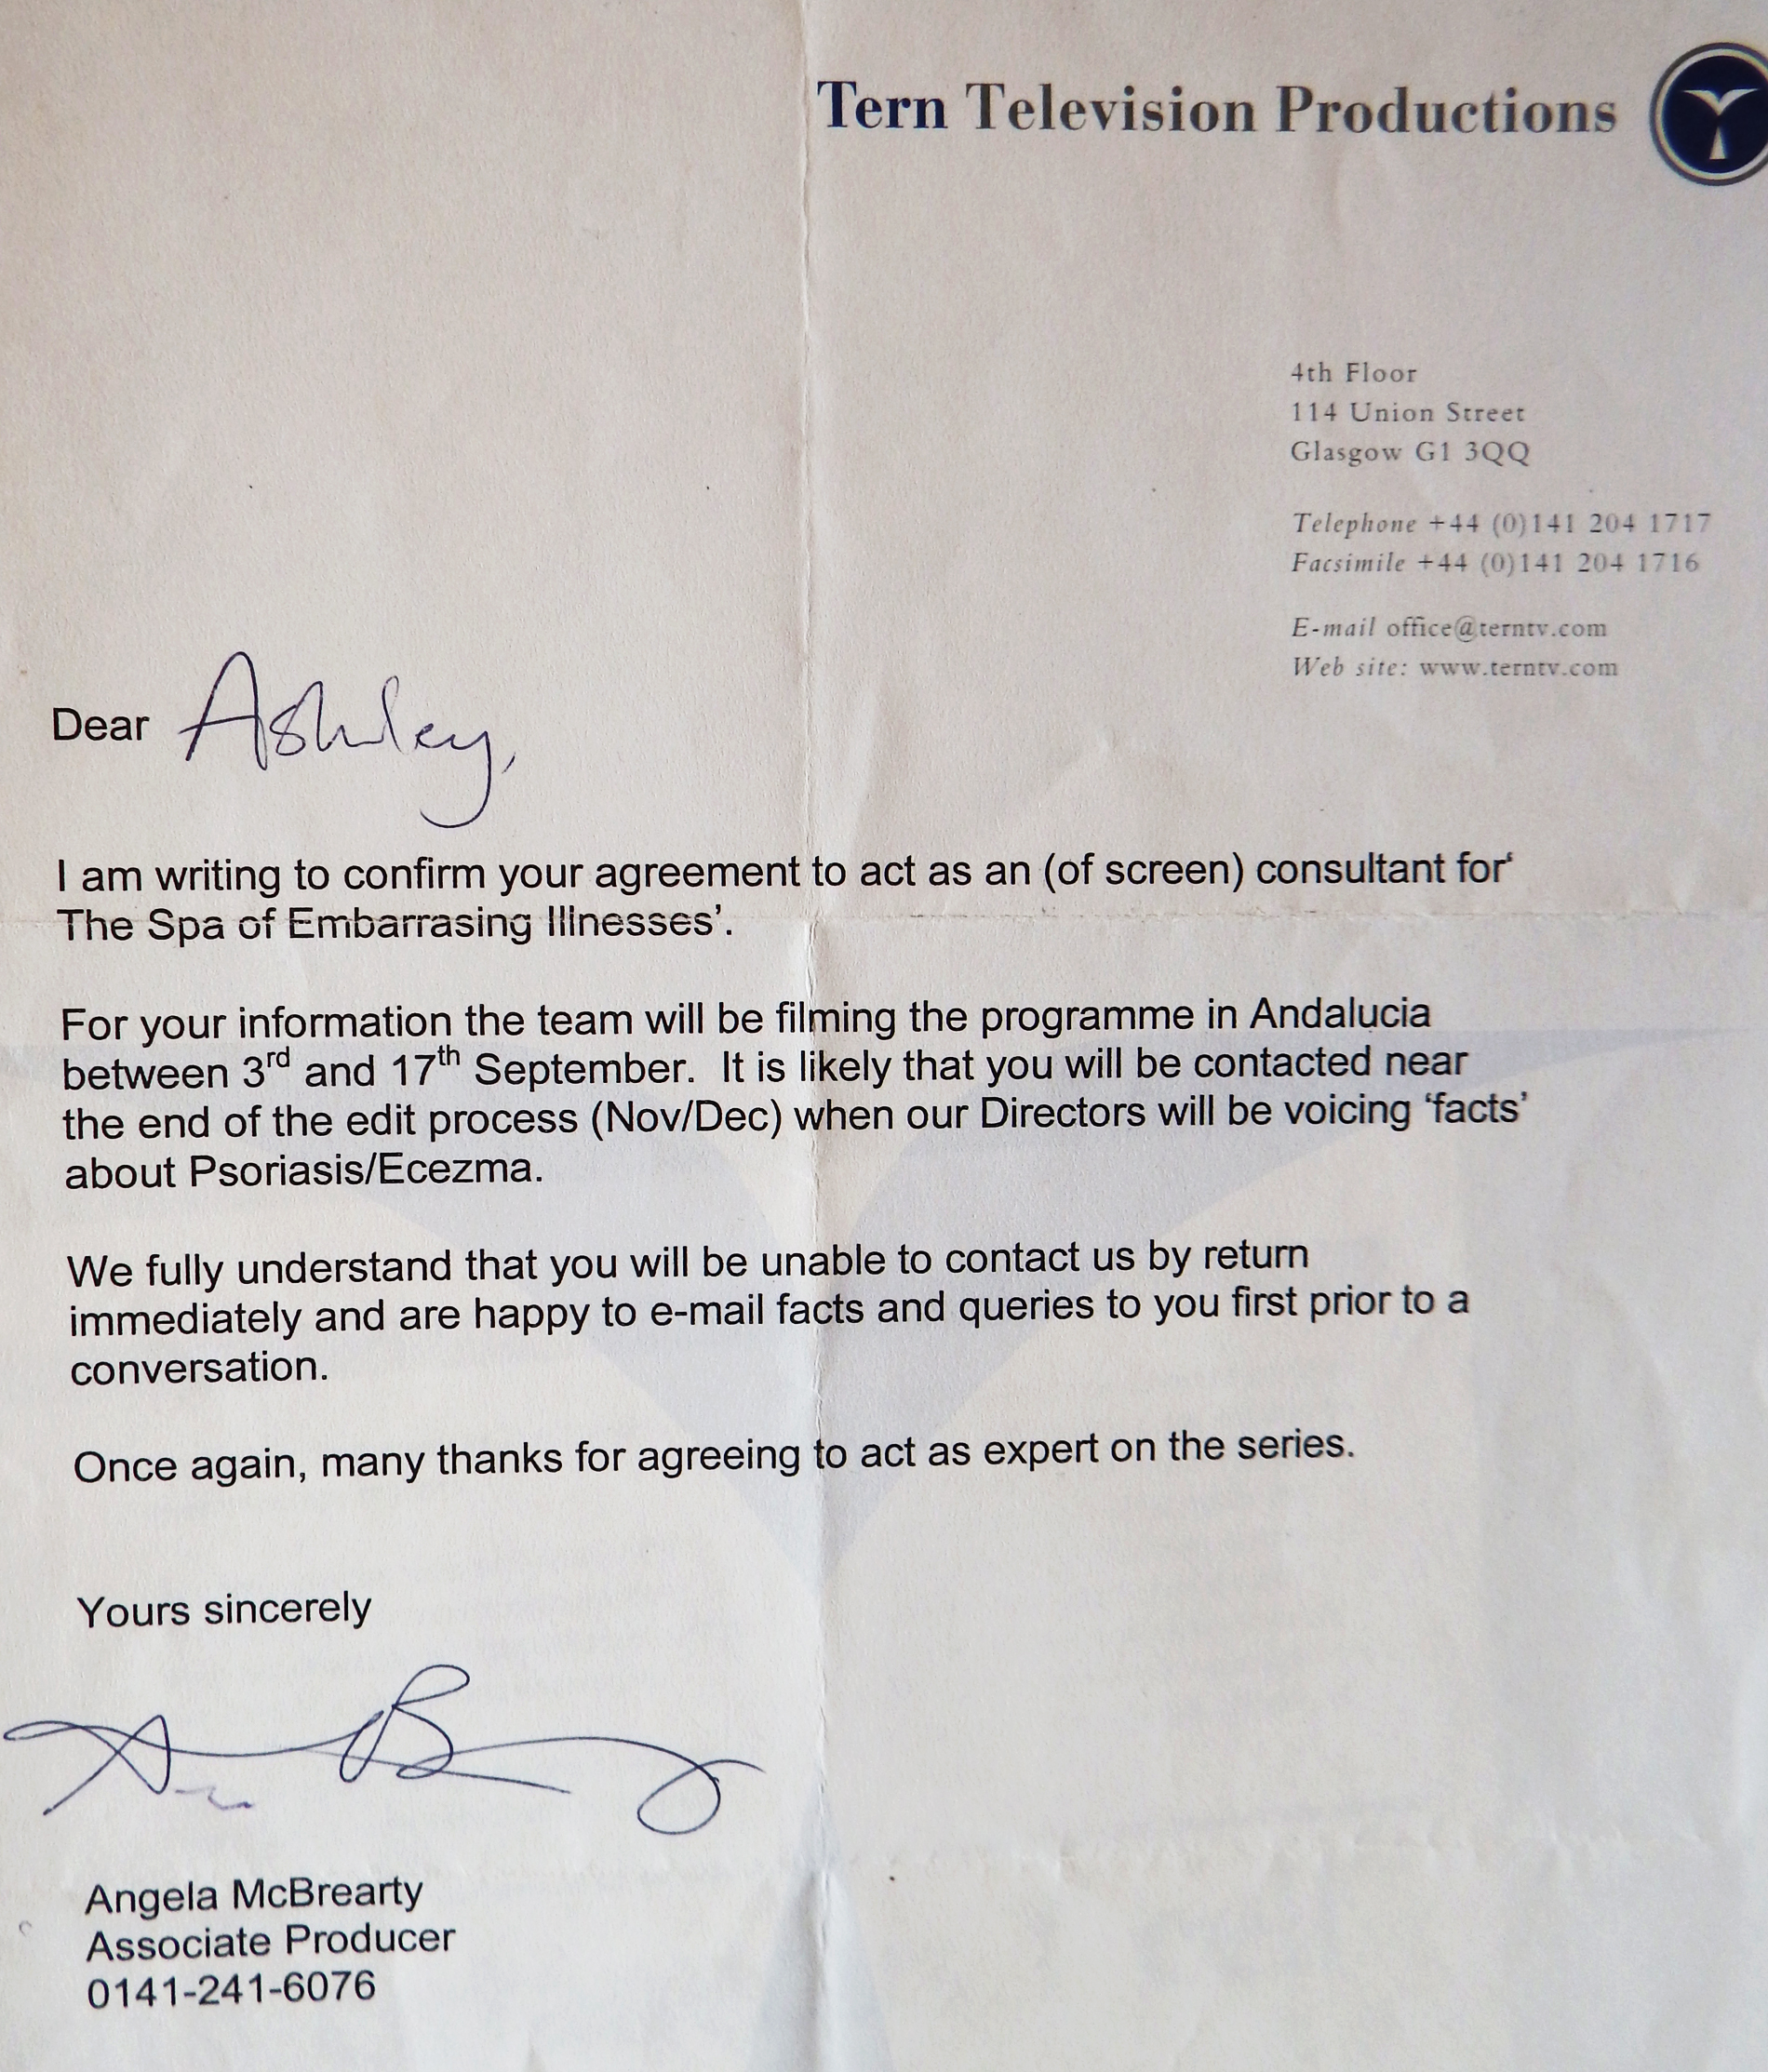 Tern Television Productions
4th Floor
114 Union Street
Glasgow G1 3QQ
Telephone +44 (0)141 204 1717
Facsimile +44 (0)141 204 1716
E-mail office@terntv.com
Web site: www.terntv.com
Dear Ashley,
I am writing to confirm your agreement to act as an (of screen) consultant for‘
The Spa of Embarrasing Illnesses’.
For your information the team will be filming the programme in Andalucia
between 3rd and 17th September. It is likely that you will be contacted near
the end of the edit process (Nov/Dec) when our Directors will be voicing ‘facts’
about Psoriasis/Ecezma.
We fully understand that you will be unable to contact us by return
immediately and are happy to e-mail facts and queries to you first prior to a
conversation.
Once again, many thanks for agreeing to act as expert on the series.
Yours sincerely
Angela McBrearty
Associate Producer
0141-241-6076